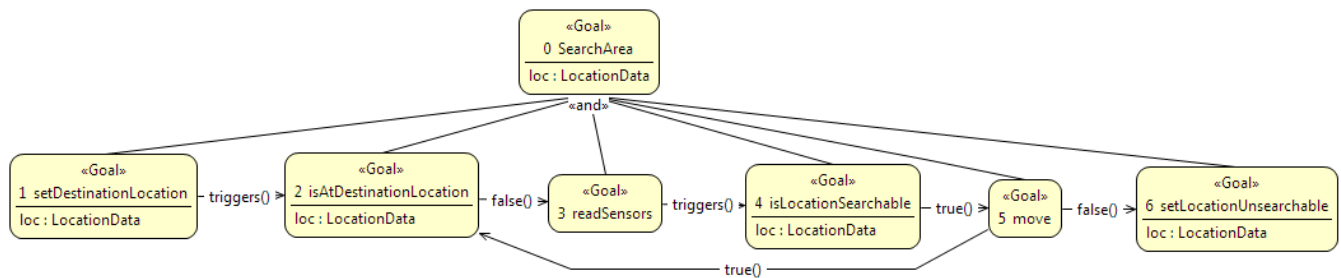 «Goal»
0 SearchArea
loc : LocationData
«and»
«Goal»
1 setDestinationLocation
loc : LocationData
triggers()
«Goal»
2 isAtDestinationLocation
loc : LocationData
false()
«Goal»
3 readSensors
triggers()
«Goal»
4 isLocationSearchable
loc : LocationData
true()
«Goal»
5 move
false()
«Goal»
6 setLocationUnsearchable
loc : LocationData
true()